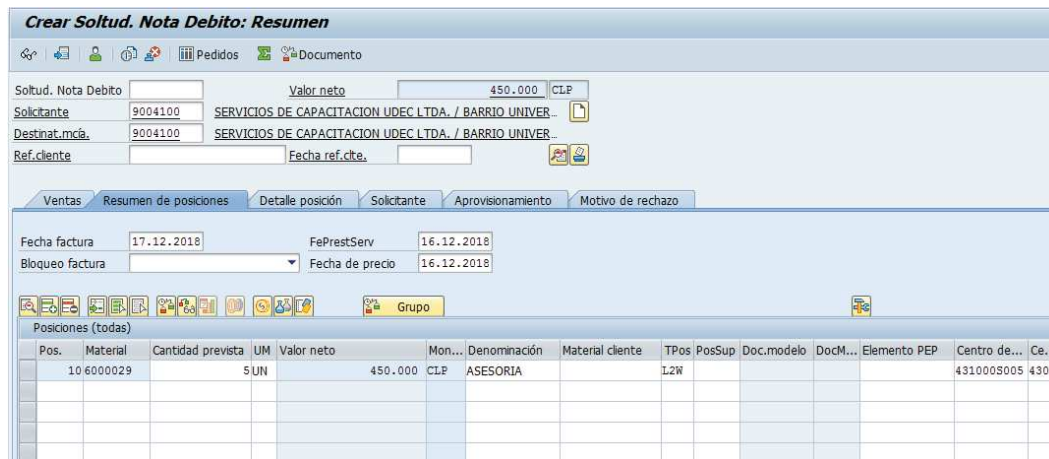 Crear Soltud. Nota Debito: Resumen
Pedidos Documento
Soltud. Nota Debito Valor neto 450.000 CLP
Solicitante 9004100 SERVICIOS DE CAPACITACION UDEC LTDA. / BARRIO UNIVER...
Destinat.mcía. 9004100 SERVICIOS DE CAPACITACION UDEC LTDA. / BARRIO UNIVER...
Ref.cliente Fecha ref.clte.
Ventas Resumen de posiciones Detalle posición Solicitante Aprovisionamiento Motivo de rechazo
Fecha factura 17.12.2018 FePrestServ 16.12.2018
Bloqueo factura Fecha de precio 16.12.2018
Grupo
Posiciones (todas)
Pos. Material Cantidad prevista UM Valor neto Mon... Denominación Material cliente TPos PosSup Doc.modelo DocM... Elemento PEP Centro de... Ce.
10 6000029 5 UN 450.000 CLP ASESORIA L2W 431000S005 430